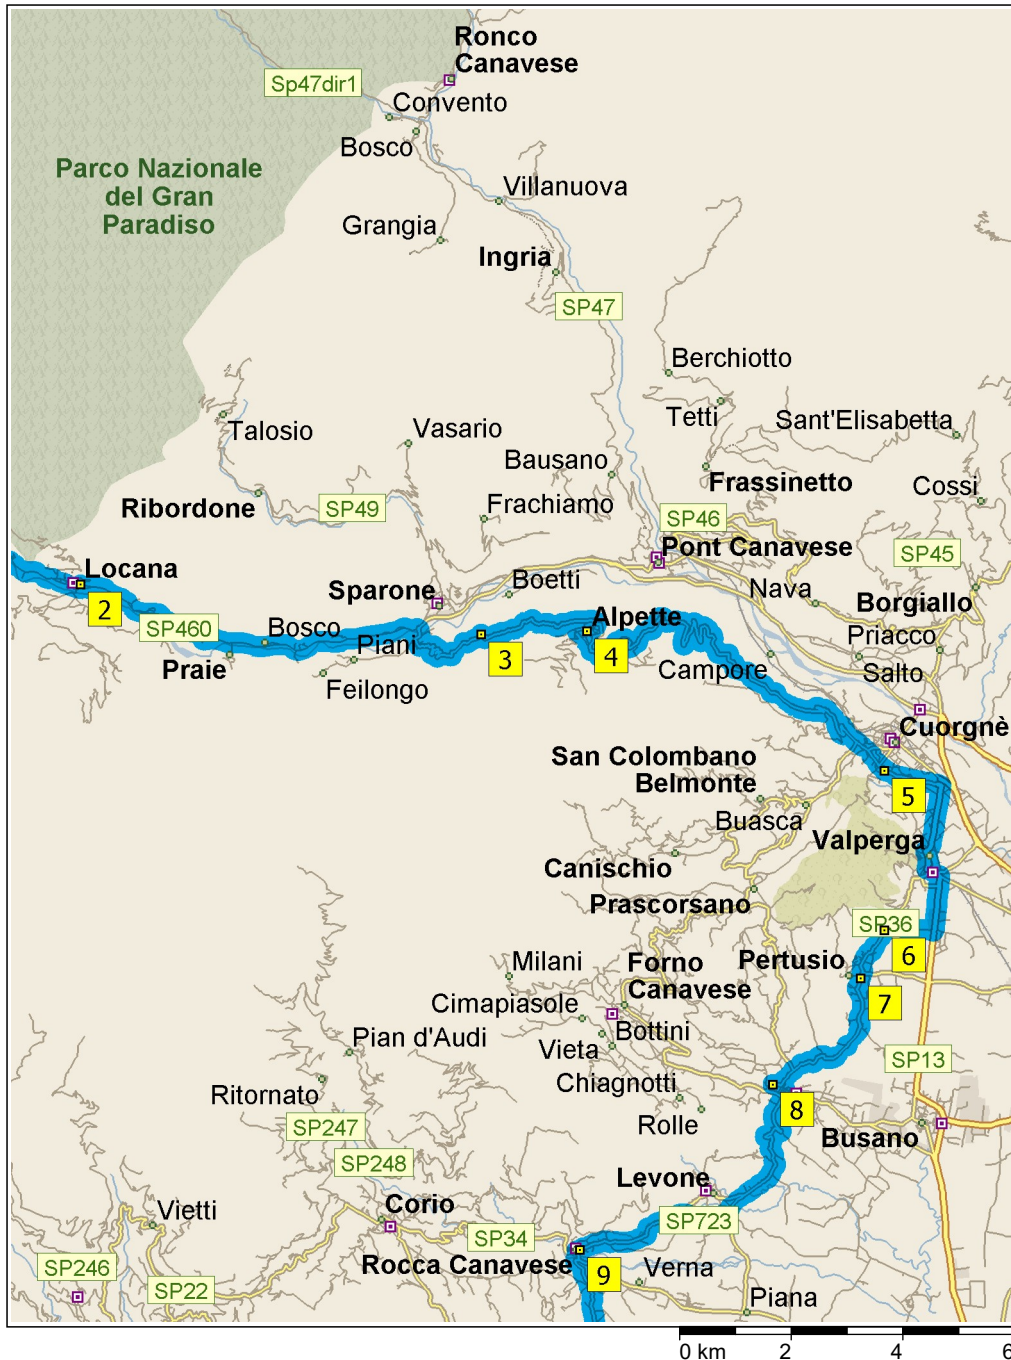 Ronco
Canavese
Sp47dir1
Convento
Bosco
Parco Nazionale
del Gran
Paradiso
Villanuova
Grangia
Ingria
SP47
Berchiotto
Tetti
Sant'Elisabetta
Talosio
Vasario
Bausano
Frassinetto
Cossi
Ribordone
SP49
Frachiamo
SP46
Pont Canavese
SP45
Locana
2
Sparone
Boetti
Nava
Borgiallo
SP460
Bosco
Piani
Praie
Feilongo
3
Alpette
4
Campore
Priacco
Salto
Cuorgnè
San Colombano
Belmonte
5
Buasca
Valperga
Canischio
Prascorsano
SP36
6
Milani
Forno
Canavese
Pertusio
7
Cimapiasole
Bottini
Vieta
Pian d'Audi
SP13
Chiagnotti
Ritornato
8
Rolle
Busano
SP247
SP248
Levone
Corio
Vietti
SP723
SP34
Rocca Canavese
9
SP246
Verna
SP22
Piana
0 km
2
4
6